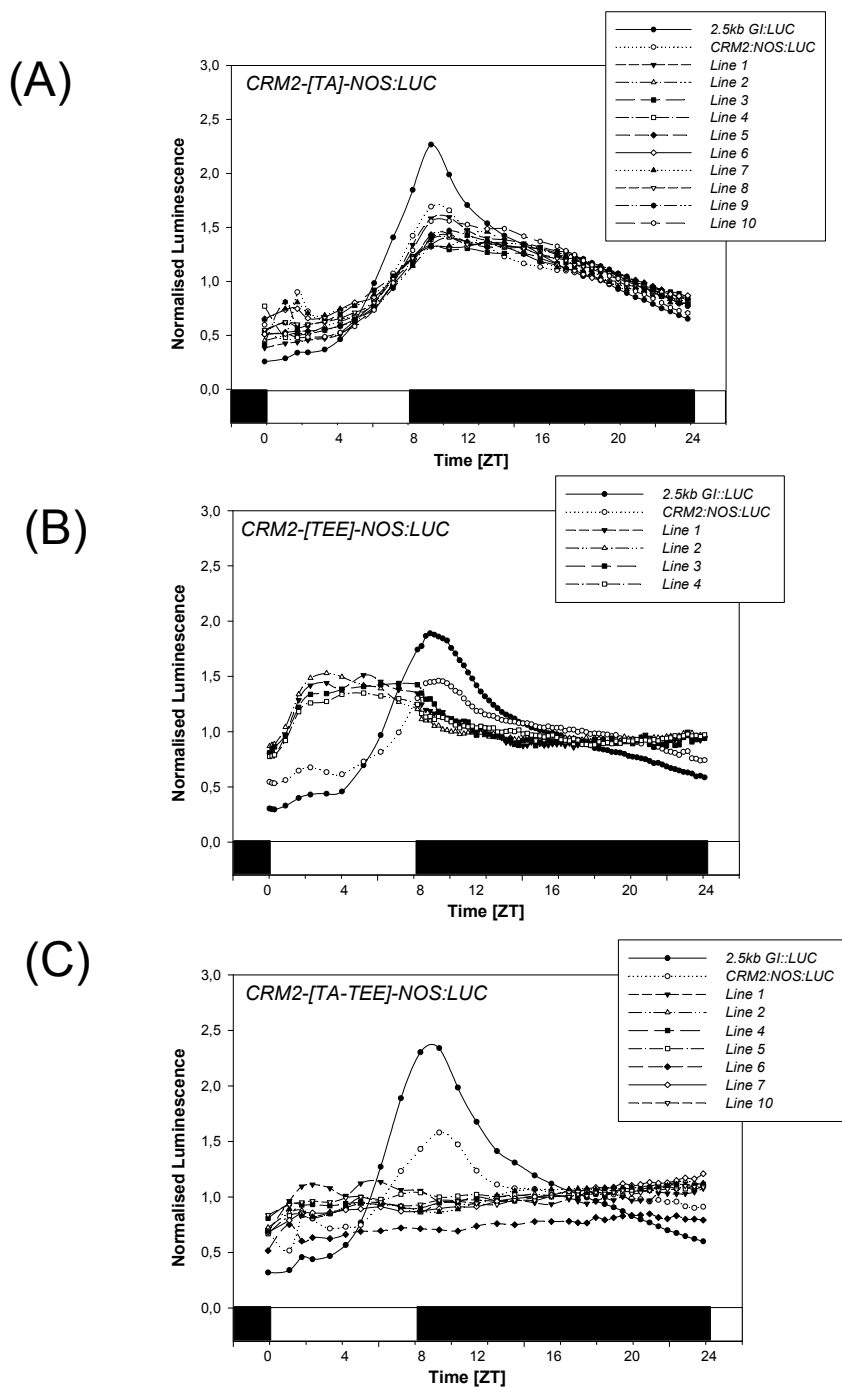 (A)
CRM2-[TA]-NOS:LUC
2.5kb GI:LUC
CRM2:NOS:LUC
Line 1
Line 2
Line 3
Line 4
Line 5
Line 6
Line 7
Line 8
Line 9
Line 10
Normalised Luminescence
3,0
2,5
2,0
1,5
1,0
0,5
0,0
0 4 8 12 16 20 24
Time [ZT]
(B)
CRM2-[TEE]-NOS:LUC
2.5kb GI::LUC
CRM2:NOS:LUC
Line 1
Line 2
Line 3
Line 4
Normalised Luminescence
3,0
2,5
2,0
1,5
1,0
0,5
0,0
0 4 8 12 16 20 24
Time [ZT]
(C)
CRM2-[TA-TEE]-NOS:LUC
2.5kb GI::LUC
CRM2:NOS:LUC
Line 1
Line 2
Line 4
Line 5
Line 6
Line 7
Line 10
Normalised Luminescence
3,0
2,5
2,0
1,5
1,0
0,5
0,0
0 4 8 12 16 20 24
Time [ZT]